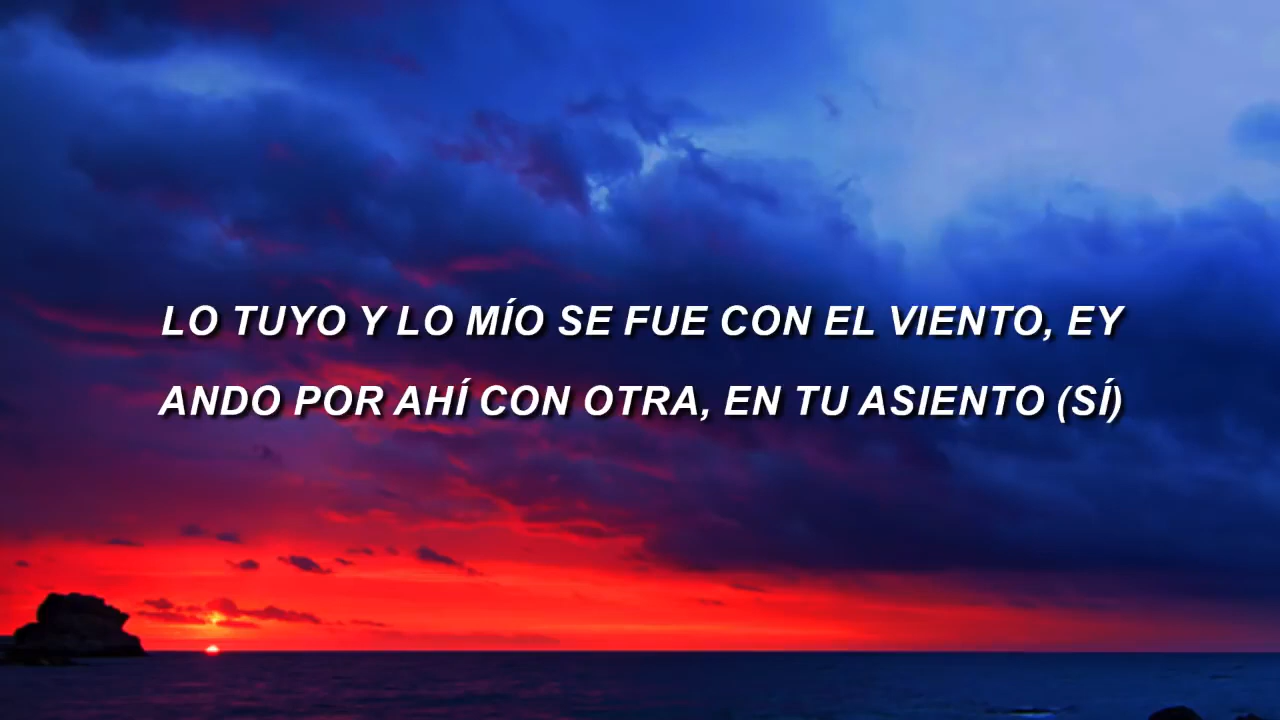 LO TUYO Y LO MÍO SE FUE CON EL VIENTO, EY
ANDO POR AHÍ CON OTRA, EN TU ASIENTO (SÍ)